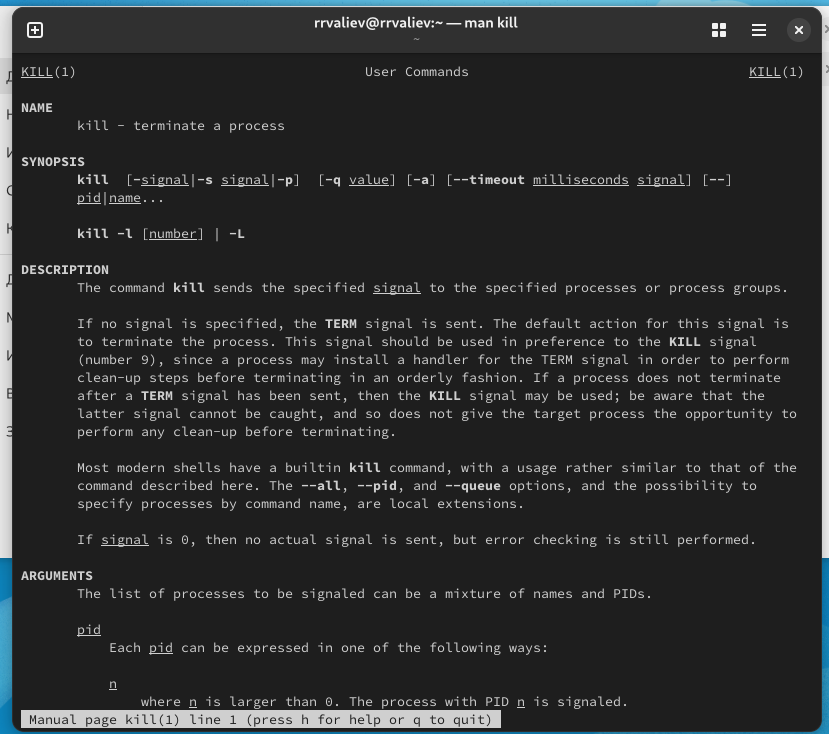 rrvaliev@rrvaliev:~ — man kill
~
KILL(1) User Commands KILL(1)
NAME
kill - terminate a process
SYNOPSIS
kill [-signal|-s signal|-p] [-q value] [-a] [--timeout milliseconds signal] [--]
pid|name...
kill -l [number] | -L
DESCRIPTION
The command kill sends the specified signal to the specified processes or process groups.
If no signal is specified, the TERM signal is sent. The default action for this signal is
to terminate the process. This signal should be used in preference to the KILL signal
(number 9), since a process may install a handler for the TERM signal in order to perform
clean-up steps before terminating in an orderly fashion. If a process does not terminate
after a TERM signal has been sent, then the KILL signal may be used; be aware that the
latter signal cannot be caught, and so does not give the target process the opportunity to
perform any clean-up before terminating.
Most modern shells have a builtin kill command, with a usage rather similar to that of the
command described here. The --all, --pid, and --queue options, and the possibility to
specify processes by command name, are local extensions.
If signal is 0, then no actual signal is sent, but error checking is still performed.
ARGUMENTS
The list of processes to be signaled can be a mixture of names and PIDs.
pid
Each pid can be expressed in one of the following ways:
n
where n is larger than 0. The process with PID n is signaled.
Manual page kill(1) line 1 (press h for help or q to quit)